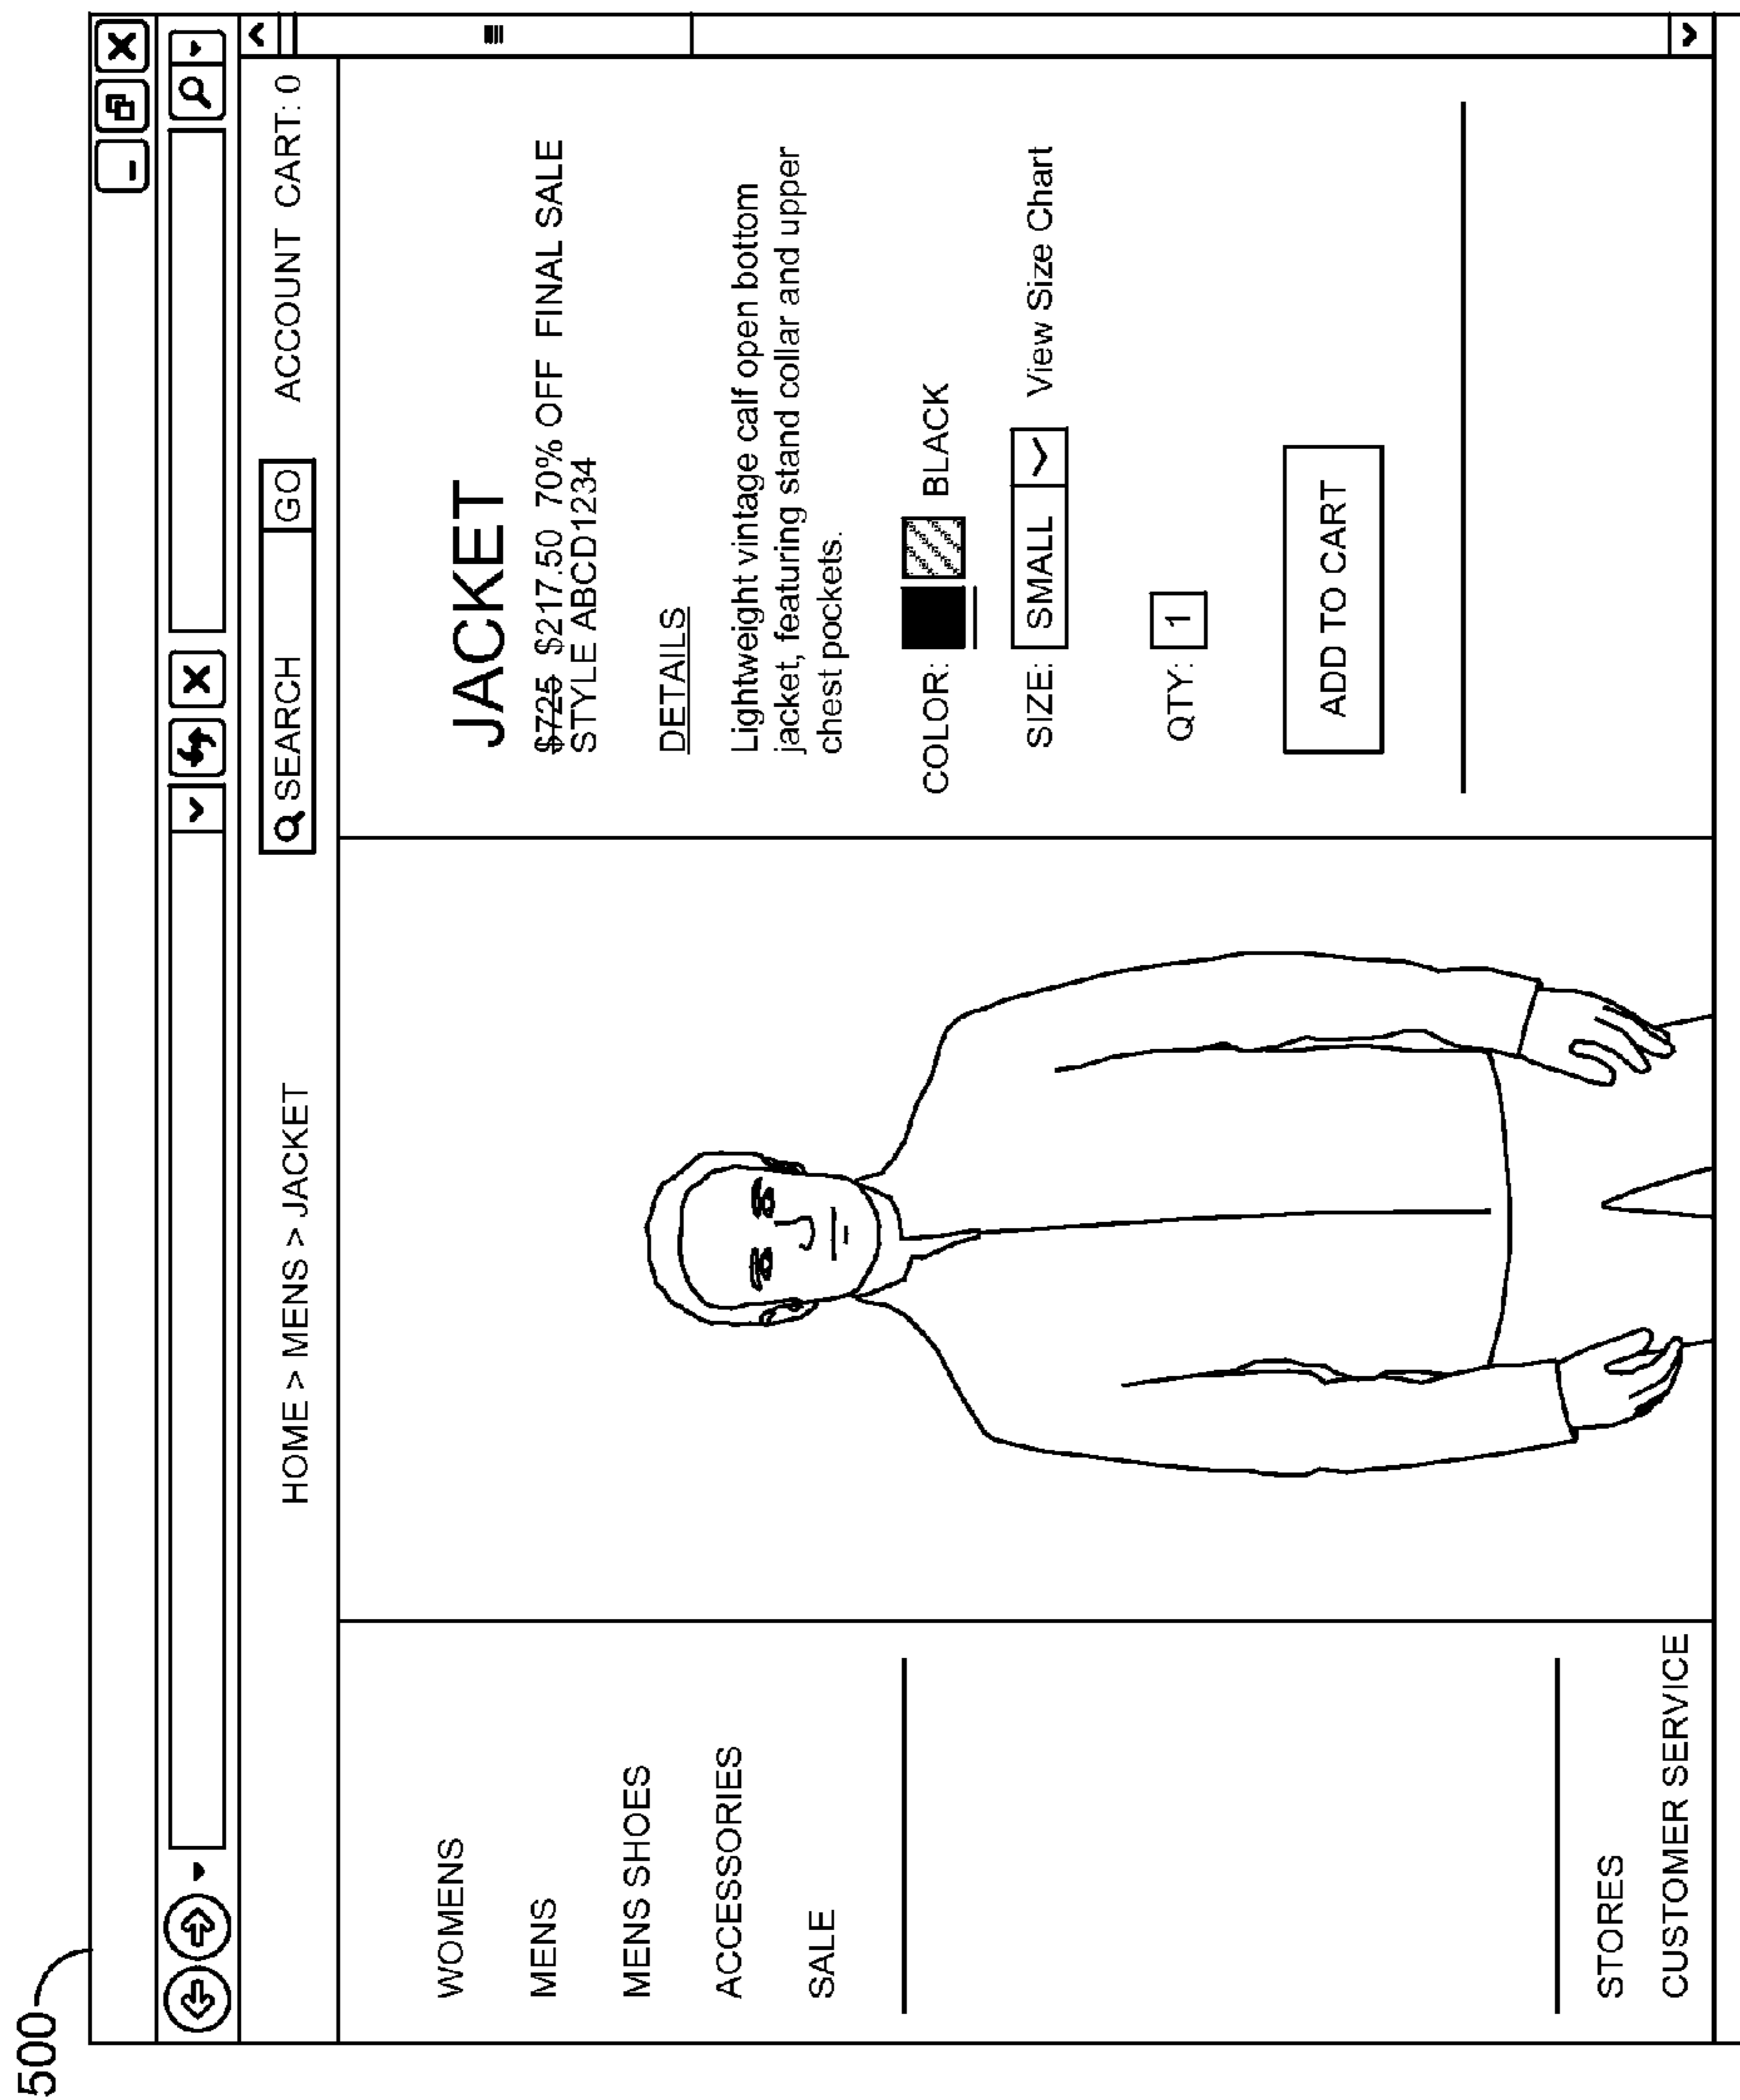 500
HOME > MENS > JACKET
SEARCH GO
ACCOUNT CART: 0
WOMENS
MENS
MENS SHOES
ACCESSORIES
SALE
STORES
CUSTOMER SERVICE
JACKET
$725 $217.50 70% OFF FINAL SALE
STYLE ABCD1234
DETAILS
Lightweight vintage calf open bottom
jacket, featuring stand collar and upper
chest pockets.
COLOR: BLACK
SIZE: SMALL View Size Chart
QTY: 1
ADD TO CART